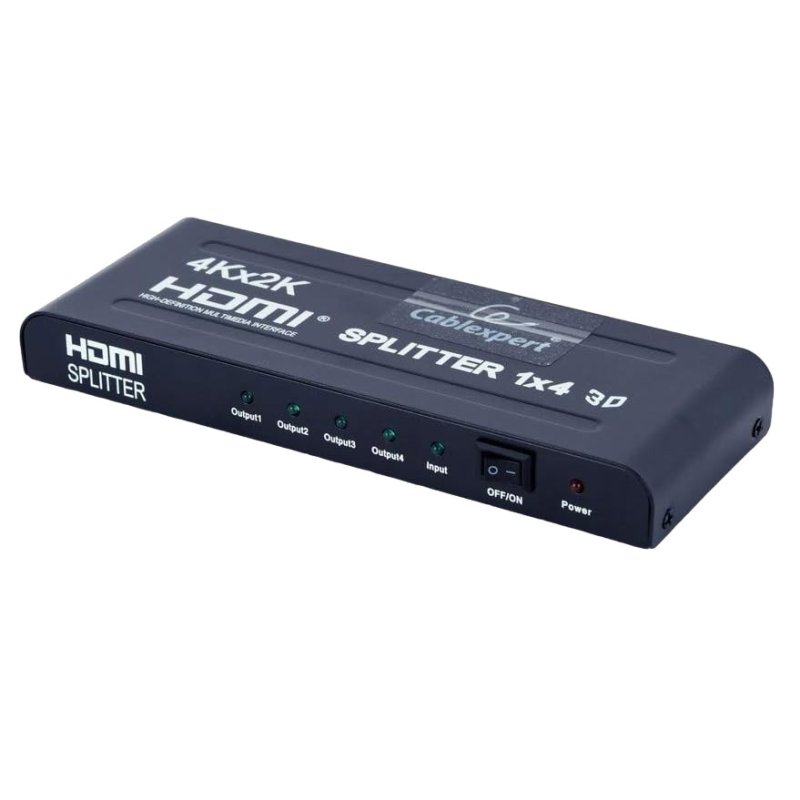 4Kx2K
HDMI®
HIGH-DEFINITION MULTIMEDIA INTERFACE
SPLITTER 1x4 3D
Cablexpert®
HDMI
SPLITTER
Output1
Output2
Output3
Output4
Input
OFF/ON
Power